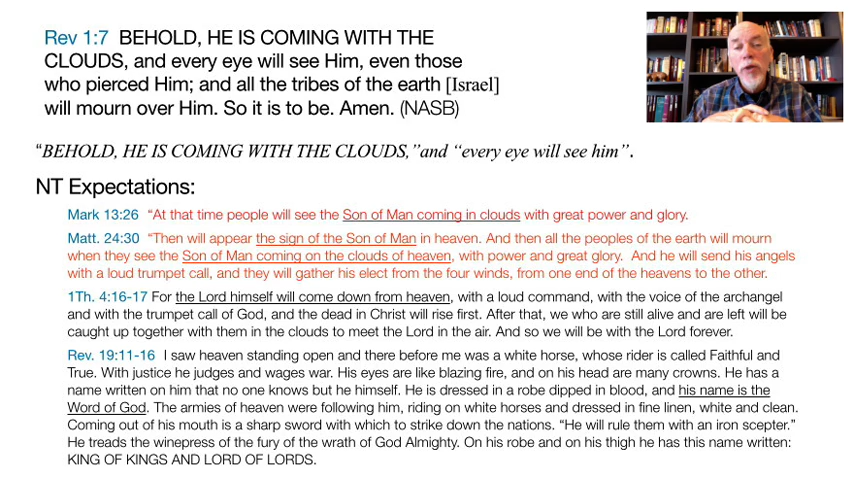 Rev 1:7 BEHOLD, HE IS COMING WITH THE
CLOUDS, and every eye will see Him, even those
who pierced Him; and all the tribes of the earth [Israel]
will mourn over Him. So it is to be. Amen. (NASB)
“BEHOLD, HE IS COMING WITH THE CLOUDS,”and “every eye will see him”.
NT Expectations:
Mark 13:26 “At that time people will see the Son of Man coming in clouds with great power and glory.
Matt. 24:30 “Then will appear the sign of the Son of Man in heaven. And then all the peoples of the earth will mourn
when they see the Son of Man coming on the clouds of heaven, with power and great glory. And he will send his angels
with a loud trumpet call, and they will gather his elect from the four winds, from one end of the heavens to the other.
1Th. 4:16-17 For the Lord himself will come down from heaven, with a loud command, with the voice of the archangel
and with the trumpet call of God, and the dead in Christ will rise first. After that, we who are still alive and are left will be
caught up together with them in the clouds to meet the Lord in the air. And so we will be with the Lord forever.
Rev. 19:11-16 I saw heaven standing open and there before me was a white horse, whose rider is called Faithful and
True. With justice he judges and wages war. His eyes are like blazing fire, and on his head are many crowns. He has a
name written on him that no one knows but he himself. He is dressed in a robe dipped in blood, and his name is the
Word of God. The armies of heaven were following him, riding on white horses and dressed in fine linen, white and clean.
Coming out of his mouth is a sharp sword with which to strike down the nations. “He will rule them with an iron scepter.”
He treads the winepress of the fury of the wrath of God Almighty. On his robe and on his thigh he has this name written:
KING OF KINGS AND LORD OF LORDS.